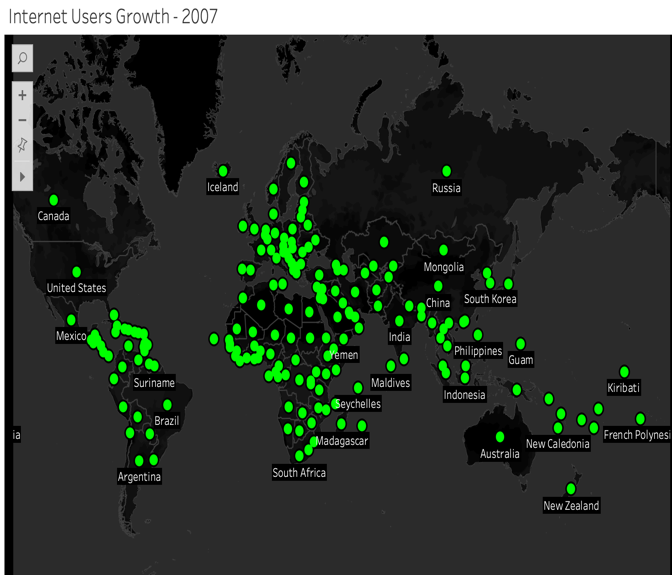 Internet Users Growth - 2007
Iceland
Russia
Canada
Mongolia
United States
China
South Korea
Mexico
India
Yemen
Philippines
Guam
Suriname
Maldives
Kiribati
Indonesia
Seychelles
Brazil
ia
French Polynesi
Madagascar
New Caledonia
Australia
South Africa
Argentina
New Zealand